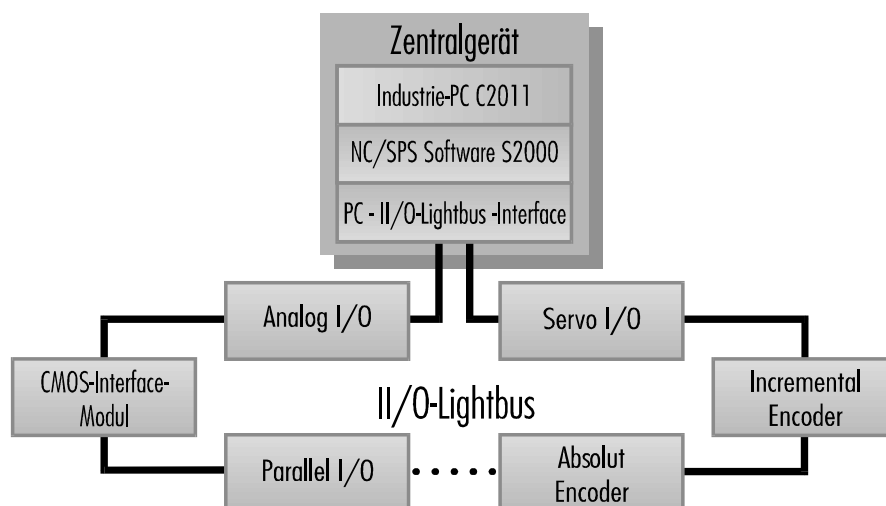 Zentralgerät
Industrie-PC C2011
NC/SPS Software S2000
PC - II/O-Lightbus -Interface
Analog I/O
Servo I/O
CMOS-Interface-
Modul
II/O-Lightbus
Incremental
Encoder
Parallel I/O
Absolut
Encoder